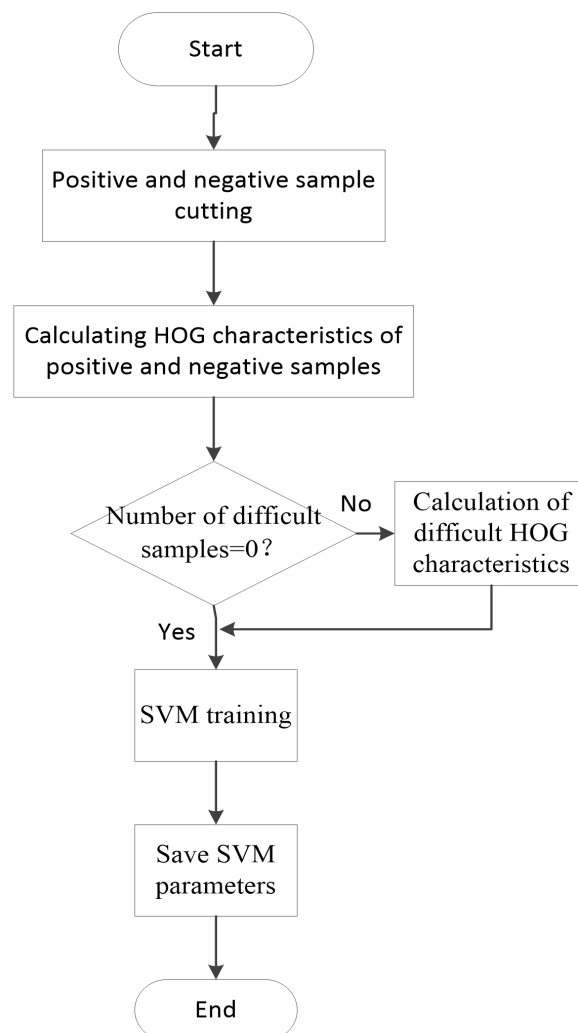 Start
Positive and negative sample
cutting
Calculating HOG characteristics of
positive and negative samples
Number of difficult
samples=0？
No
Calculation of
difficult HOG
characteristics
Yes
SVM training
Save SVM
parameters
End